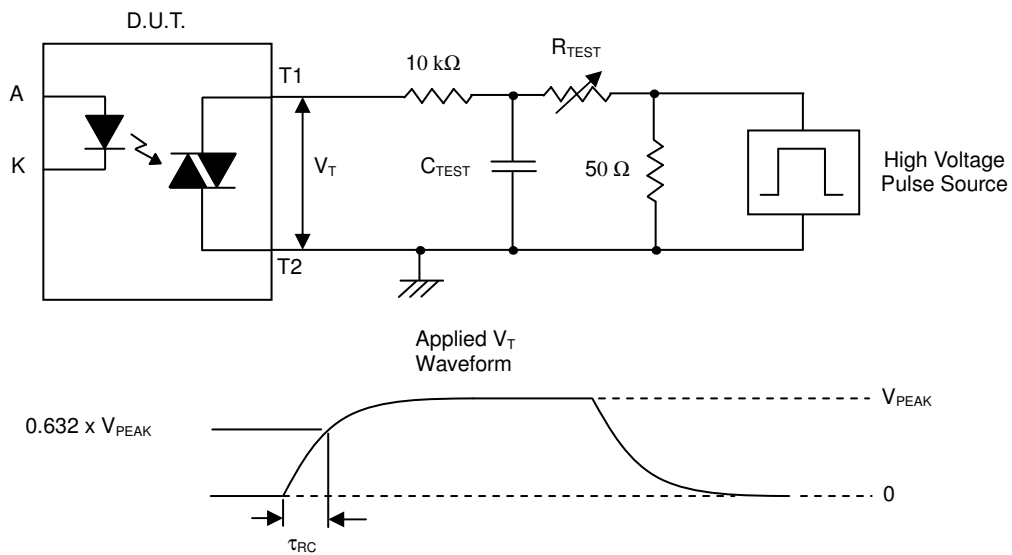 D.U.T.
A
K
T1
T2
V_T
10 kΩ
R_TEST
C_TEST
50 Ω
High Voltage
Pulse Source
Applied V_T
Waveform
V_PEAK
0.632 x V_PEAK
0
τ_RC